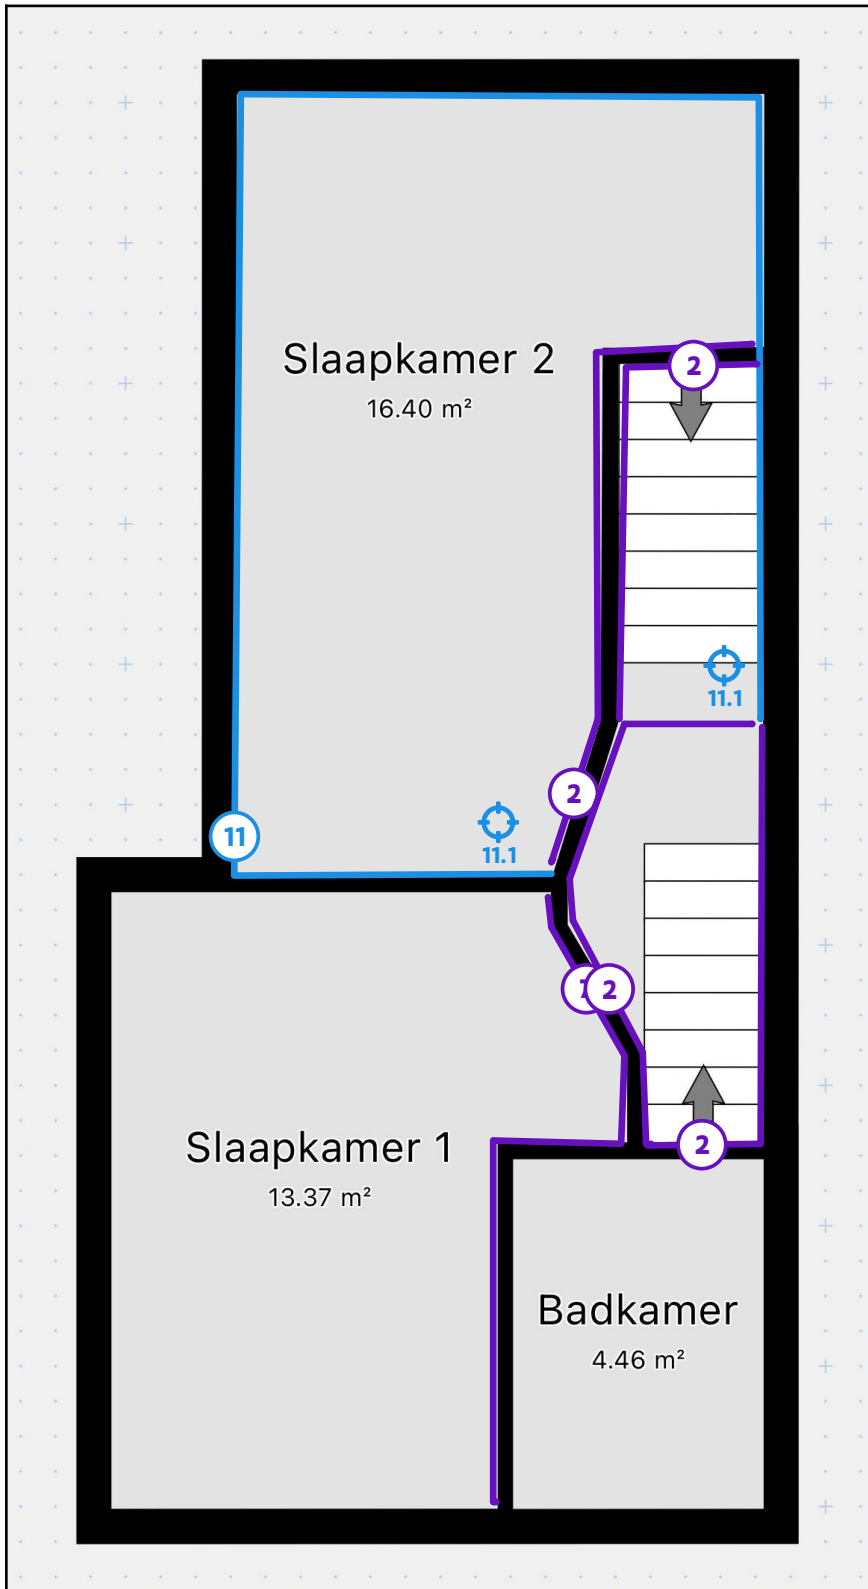 Slaapkamer 2
16.40 m²
2
11.1
2
11
11.1
2
Slaapkamer 1
13.37 m²
2
Badkamer
4.46 m²